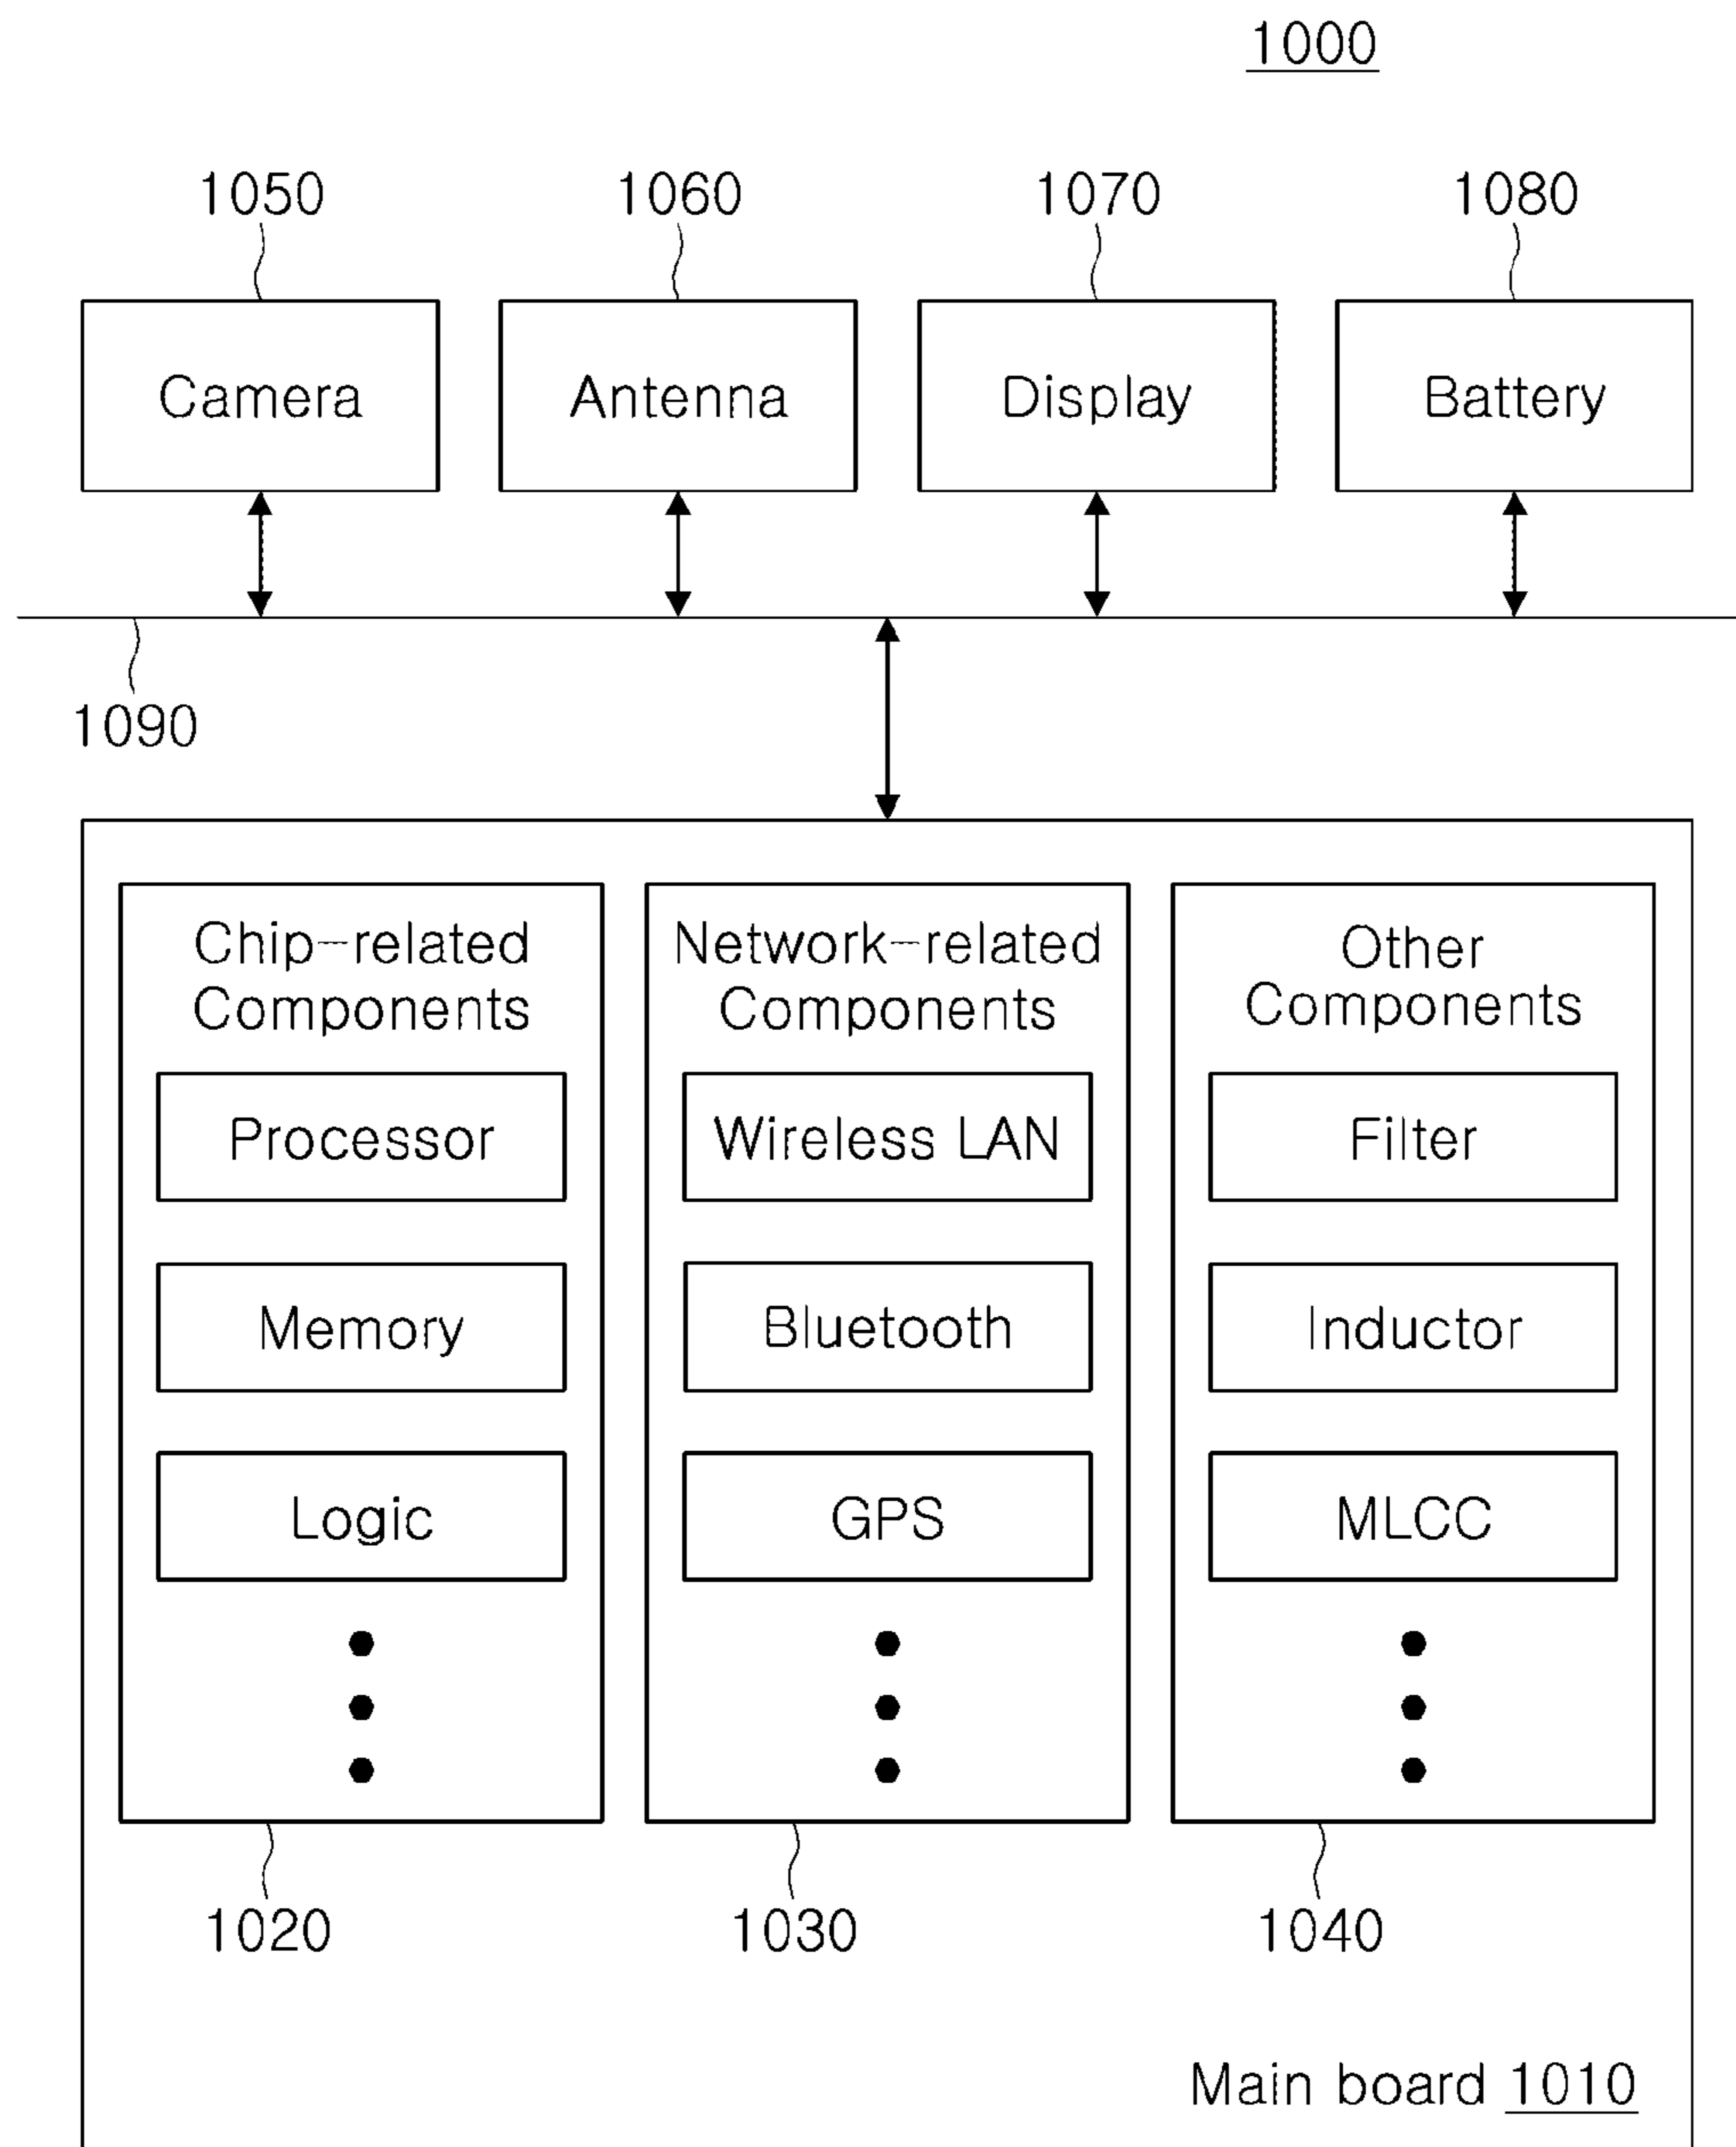 1000
1050
1060
1070
1080
Camera
Antenna
Display
Battery
1090
Chip-related
Components
Processor
Memory
Logic
1020
Network-related
Components
Wireless LAN
Bluetooth
GPS
1030
Other
Components
Filter
Inductor
MLCC
1040
Main board 1010